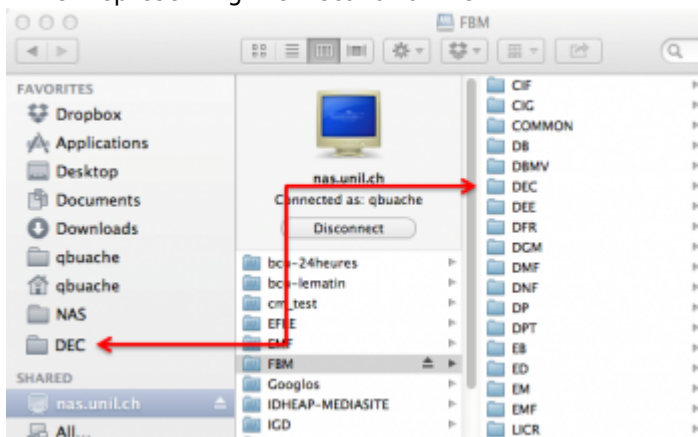 FBM
FAVORITES
Dropbox
Applications
Desktop
Documents
Downloads
qbuache
qbuache
NAS
DEC
SHARED
nas.unil.ch
All...
nas.unil.ch
Connected as: qbuache
Disconnect
bcu-24heures
bcu-lematin
cm_test
EFLE
EMF
FBM
Googlos
IDHEAP-MEDIASITE
IGD
CIF
CIG
COMMON
DB
DBMV
DEC
DEE
DFR
DGM
DMF
DNF
DP
DPT
EB
ED
EM
EMF
LICR